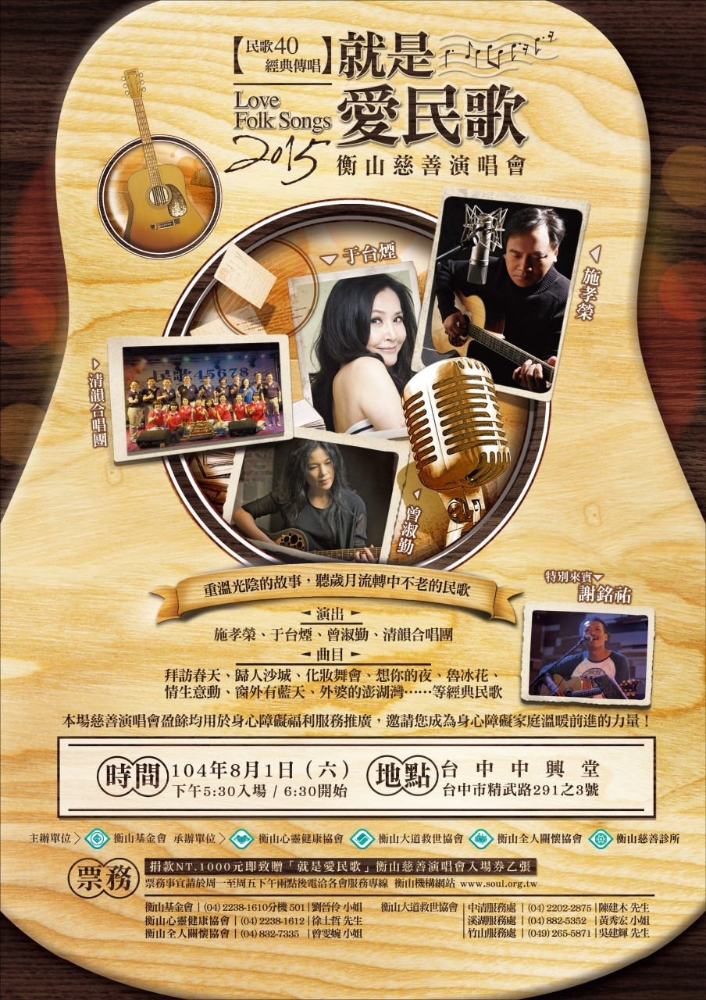 【民歌40
經典傳唱】
就是
愛民歌
Love
Folk Songs
2015
衡山慈善演唱會
于台煙
施孝榮
民歌45678
清韻合唱團
曾淑勤
重溫光陰的故事，聽歲月流轉中不老的民歌
特別來賓
謝銘祐
演出
施孝榮、于台煙、曾淑勤、清韻合唱團
曲目
拜訪春天、歸人沙城、化妝舞會、想你的夜、魯冰花、
情生意動、窗外有藍天、外婆的澎湖灣……等經典民歌
本場慈善演唱會盈餘均用於身心障礙福利服務推廣，邀請您成為身心障礙家庭溫暖前進的力量！
時間 104年8月1日（六）
下午5:30入場 / 6:30開始
地點 台中中興堂
台中市精武路291之3號
主辦單位〉衡山基金會 承辦單位〉衡山心靈健康協會 衡山大道救世協會 衡山全人關懷協會 衡山慈善診所
票務
捐款NT.1000元即致贈「就是愛民歌」衡山慈善演唱會入場券乙張
票務事宜請於周一至周五下午兩點後電洽各會服務專線 衡山機構網站 www.soul.org.tw
衡山基金會 | (04) 2238-1610分機 501 | 劉晉伶 小姐
衡山心靈健康協會 | (04) 2238-1612 | 徐士哲 先生
衡山全人關懷協會 | (04) 832-7335 | 曾雯婉 小姐
衡山大道救世協會 | 中清服務處 | (04) 2202-2875 | 陳建木 先生
溪湖服務處 | (04) 882-5352 | 黃秀宏 小姐
竹山服務處 | (049) 265-5871 | 吳建輝 先生